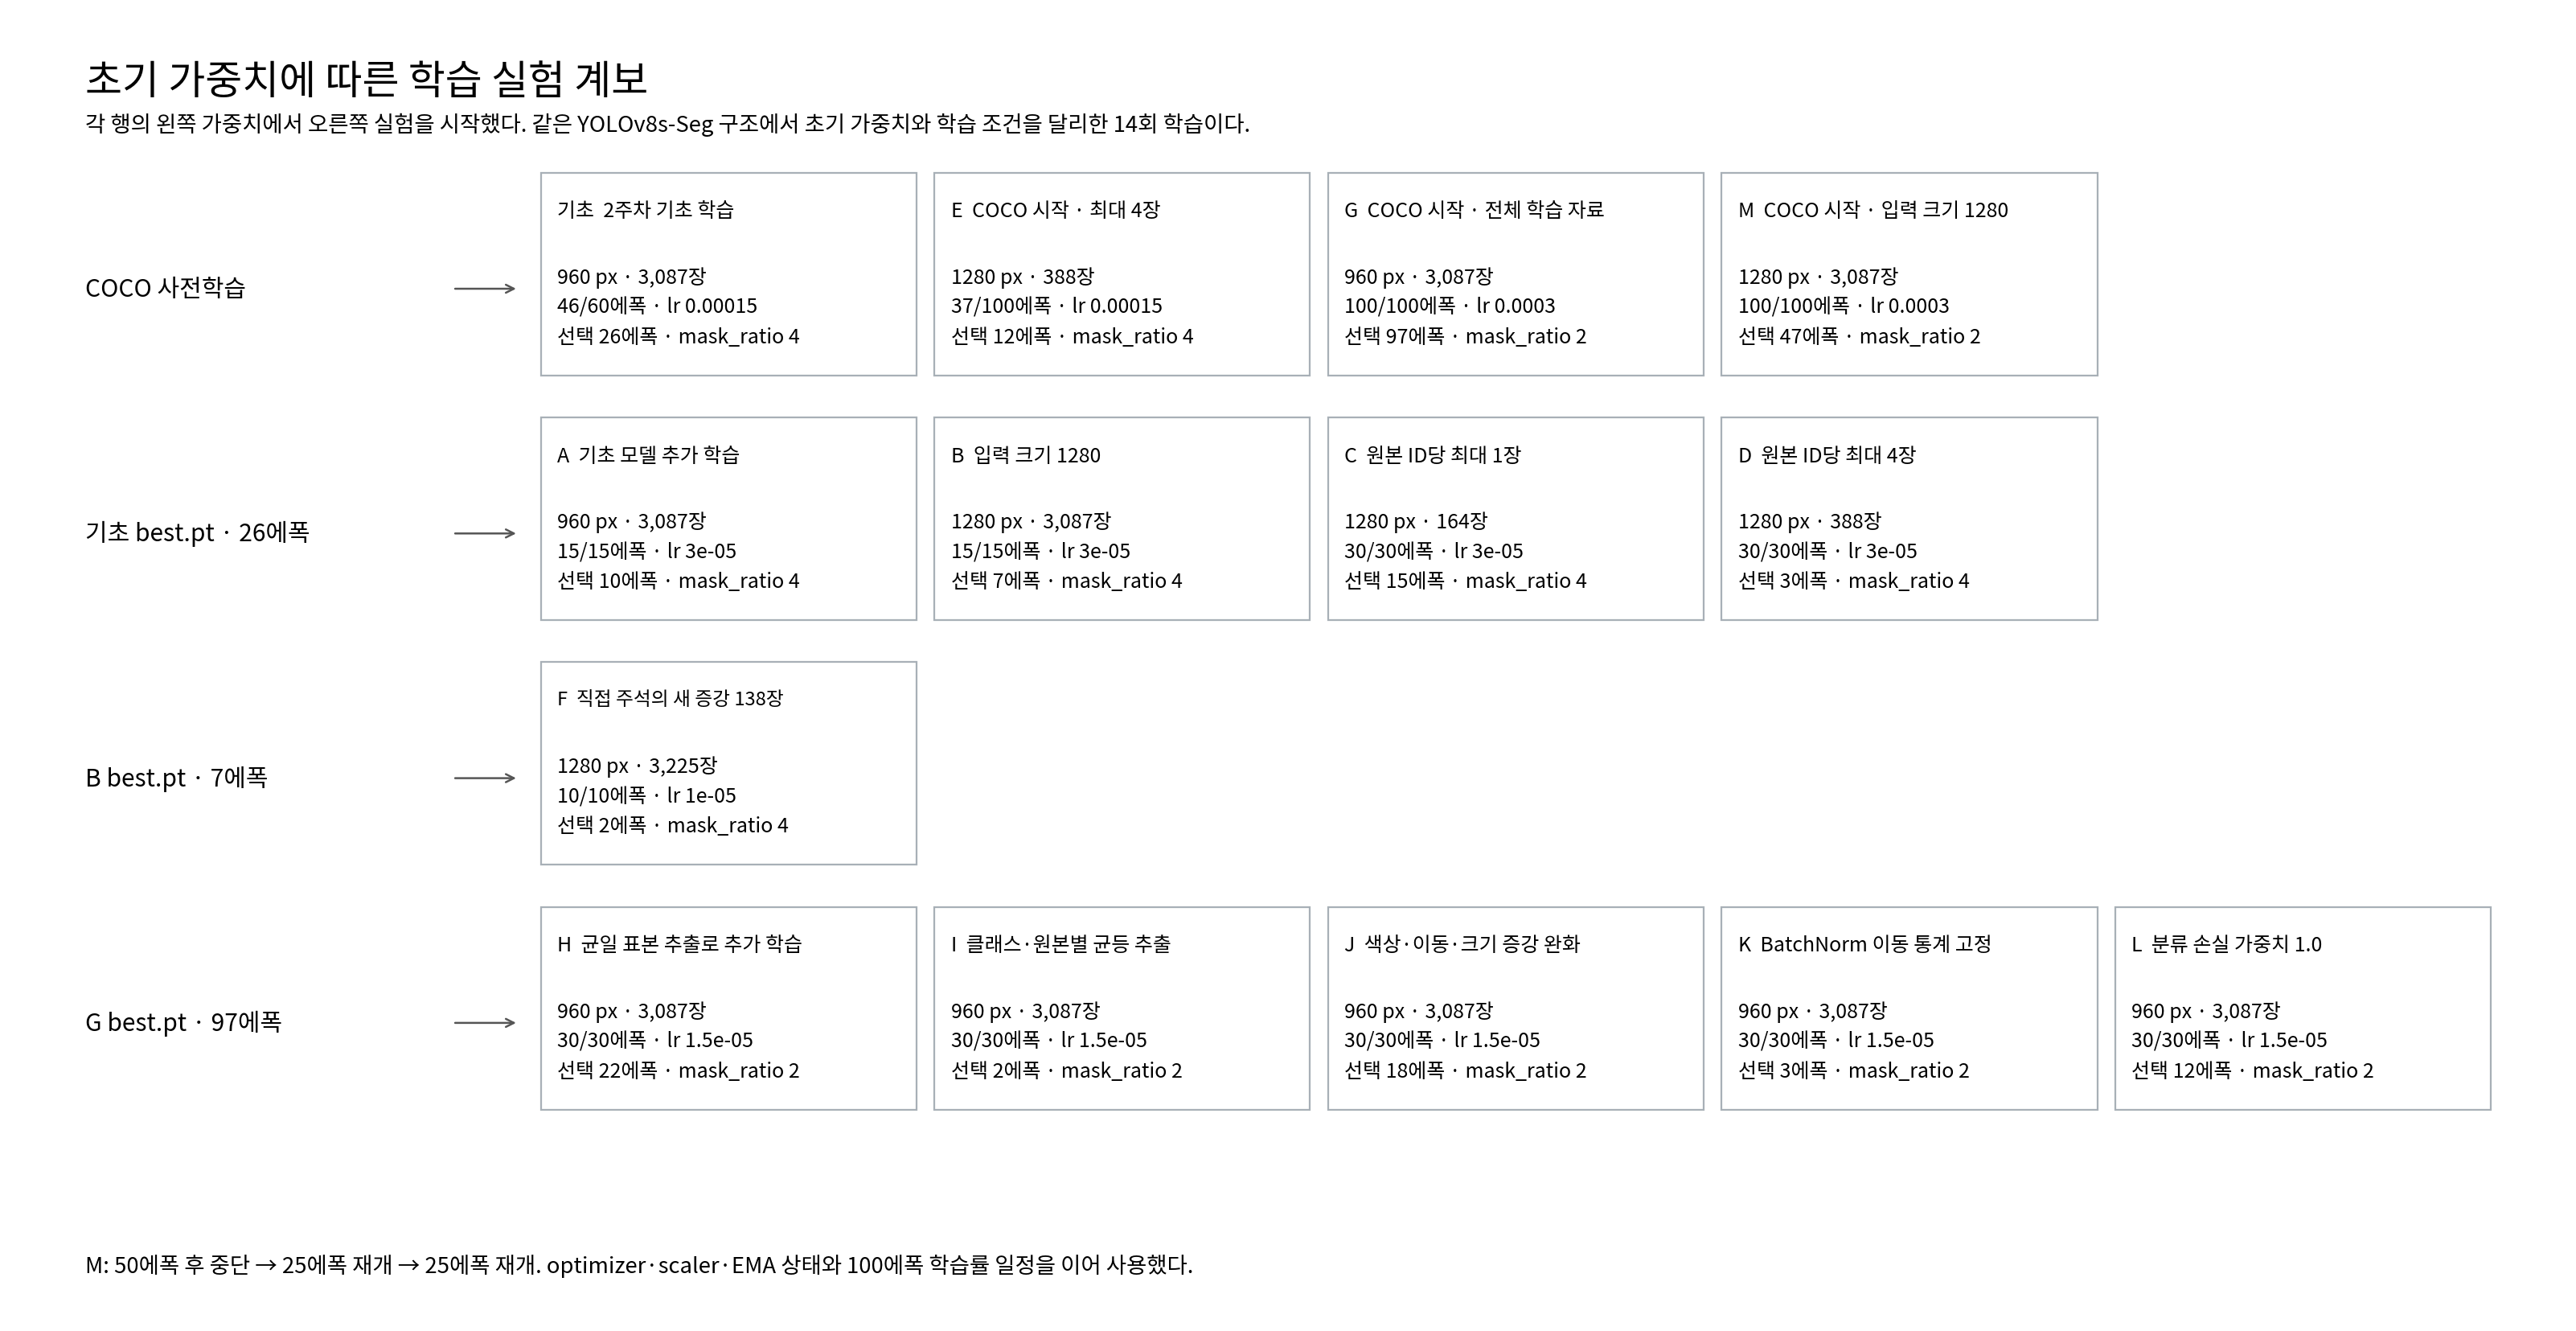 초기 가중치에 따른 학습 실험 계보
각 행의 왼쪽 가중치에서 오른쪽 실험을 시작했다. 같은 YOLOv8s-Seg 구조에서 초기 가중치와 학습 조건을 달리한 14회 학습이다.
COCO 사전학습
기초 2주차 기초 학습
960 px · 3,087장
46/60에폭 · lr 0.00015
선택 26에폭 · mask_ratio 4
E COCO 시작 · 최대 4장
1280 px · 388장
37/100에폭 · lr 0.00015
선택 12에폭 · mask_ratio 4
G COCO 시작 · 전체 학습 자료
960 px · 3,087장
100/100에폭 · lr 0.0003
선택 97에폭 · mask_ratio 2
M COCO 시작 · 입력 크기 1280
1280 px · 3,087장
100/100에폭 · lr 0.0003
선택 47에폭 · mask_ratio 2
기초 best.pt · 26에폭
A 기초 모델 추가 학습
960 px · 3,087장
15/15에폭 · lr 3e-05
선택 10에폭 · mask_ratio 4
B 입력 크기 1280
1280 px · 3,087장
15/15에폭 · lr 3e-05
선택 7에폭 · mask_ratio 4
C 원본 ID당 최대 1장
1280 px · 164장
30/30에폭 · lr 3e-05
선택 15에폭 · mask_ratio 4
D 원본 ID당 최대 4장
1280 px · 388장
30/30에폭 · lr 3e-05
선택 3에폭 · mask_ratio 4
B best.pt · 7에폭
F 직접 주석의 새 증강 138장
1280 px · 3,225장
10/10에폭 · lr 1e-05
선택 2에폭 · mask_ratio 4
G best.pt · 97에폭
H 균일 표본 추출로 추가 학습
960 px · 3,087장
30/30에폭 · lr 1.5e-05
선택 22에폭 · mask_ratio 2
I 클래스·원본별 균등 추출
960 px · 3,087장
30/30에폭 · lr 1.5e-05
선택 2에폭 · mask_ratio 2
J 색상·이동·크기 증강 완화
960 px · 3,087장
30/30에폭 · lr 1.5e-05
선택 18에폭 · mask_ratio 2
K BatchNorm 이동 통계 고정
960 px · 3,087장
30/30에폭 · lr 1.5e-05
선택 3에폭 · mask_ratio 2
L 분류 손실 가중치 1.0
960 px · 3,087장
30/30에폭 · lr 1.5e-05
선택 12에폭 · mask_ratio 2
M: 50에폭 후 중단 → 25에폭 재개 → 25에폭 재개. optimizer·scaler·EMA 상태와 100에폭 학습률 일정을 이어 사용했다.